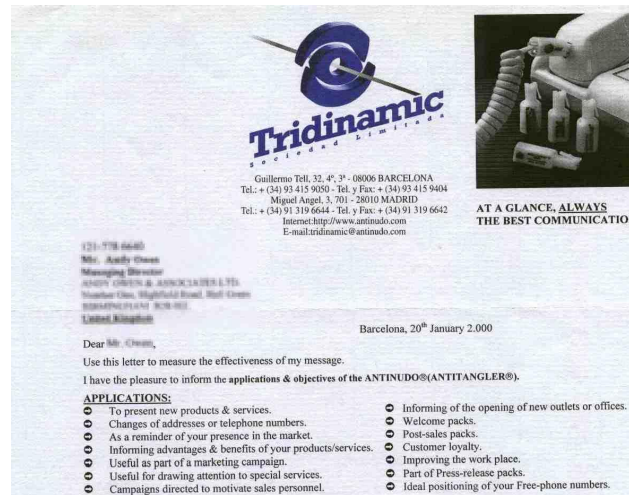 Tridinamic
Sociedad Limitada
Guillermo Tell, 32, 4º, 3ª - 08006 BARCELONA
Tel.: + (34) 93 415 9050 - Tel. y Fax: + (34) 93 415 9404
Miguel Angel, 3, 701 - 28010 MADRID
Tel.: + (34) 91 319 6644 - Tel. y Fax: + (34) 91 319 6642
Internet:http://www.antinudo.com
E-mail:tridinamic@antinudo.com
AT A GLANCE, ALWAYS
THE BEST COMMUNICATIO
Managing Director
United Kingdom
Barcelona, 20th January 2.000
Dear
Use this letter to measure the effectiveness of my message.
I have the pleasure to inform the applications & objectives of the ANTINUDO®(ANTITANGLER®).
APPLICATIONS:
To present new products & services.
Changes of addresses or telephone numbers.
As a reminder of your presence in the market.
Informing advantages & benefits of your products/services.
Useful as part of a marketing campaign.
Useful for drawing attention to special services.
Campaigns directed to motivate sales personnel.
Informing of the opening of new outlets or offices.
Welcome packs.
Post-sales packs.
Customer loyalty.
Improving the work place.
Part of Press-release packs.
Ideal positioning of your Free-phone numbers.